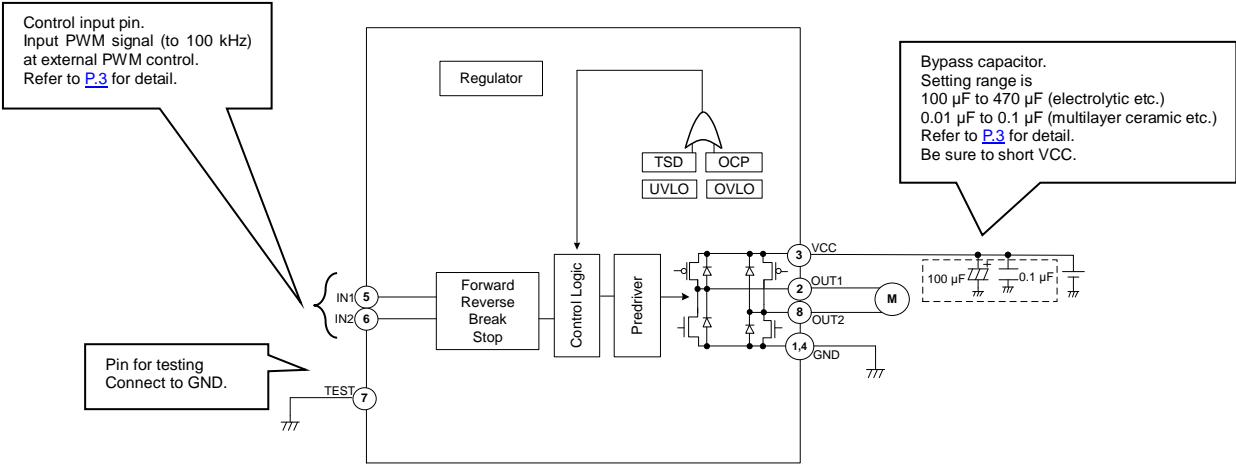 Control input pin.
Input PWM signal (to 100 kHz)
at external PWM control.
Refer to P.3 for detail.
Regulator
TSD
OCP
UVLO
OVLO
Bypass capacitor.
Setting range is
100 μF to 470 μF (electrolytic etc.)
0.01 μF to 0.1 μF (multilayer ceramic etc.)
Refer to P.3 for detail.
Be sure to short VCC.
IN1
5
IN2
6
Forward
Reverse
Break
Stop
Control Logic
Predriver
3
VCC
2
OUT1
8
OUT2
1,4
GND
M
100 μF
+
0.1 μF
Pin for testing
Connect to GND.
TEST
7